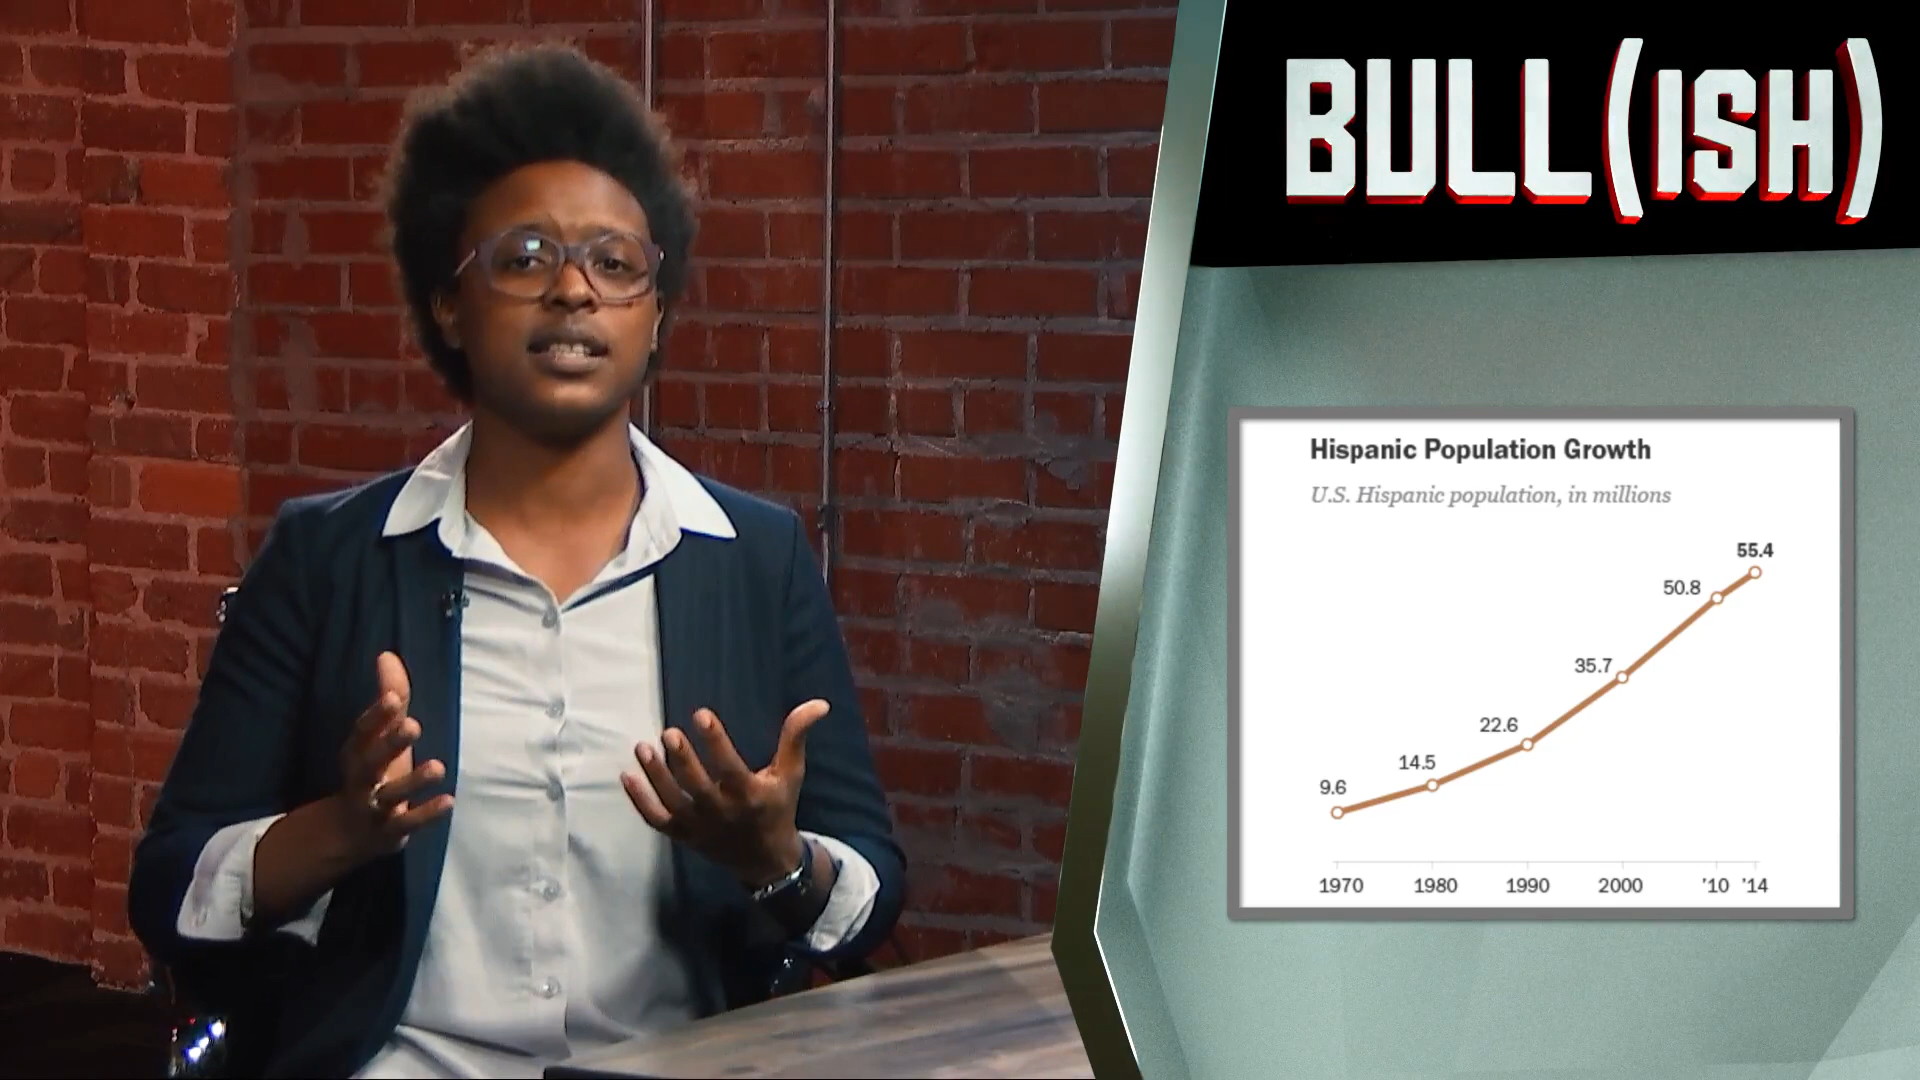 BULL(ISH)
Hispanic Population Growth
U.S. Hispanic population, in millions
55.4
50.8
35.7
22.6
14.5
9.6
1970 1980 1990 2000 '10 '14